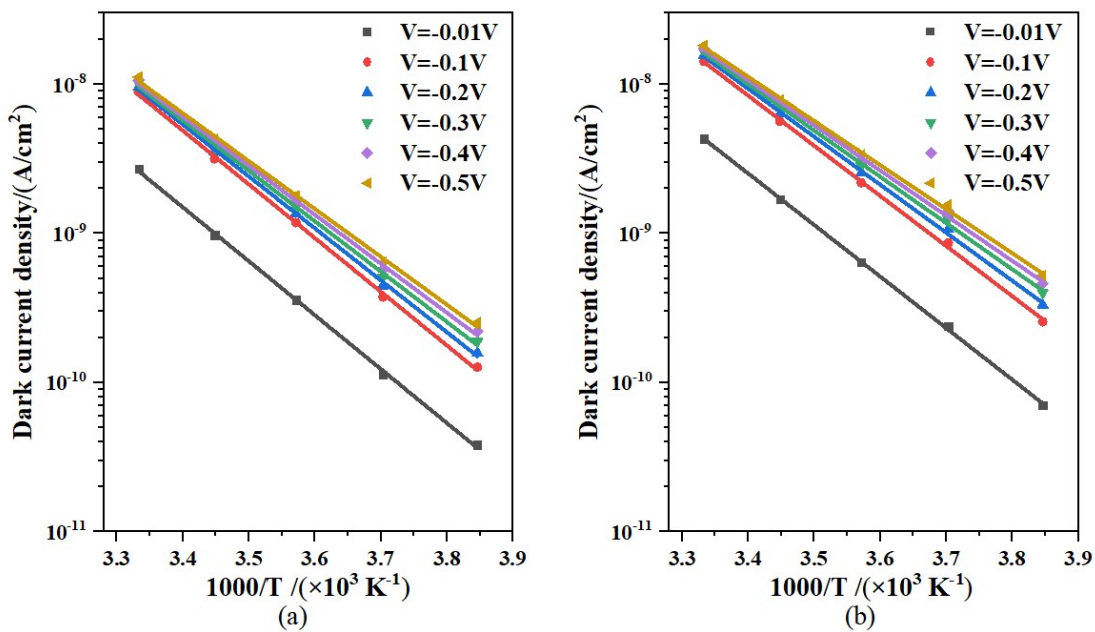 V=-0.01V
V=-0.1V
V=-0.2V
V=-0.3V
V=-0.4V
V=-0.5V
10⁻⁸
10⁻⁹
10⁻¹⁰
10⁻¹¹
Dark current density/(A/cm²)
3.3 3.4 3.5 3.6 3.7 3.8 3.9
1000/T /(×10³ K⁻¹)
(a)
V=-0.01V
V=-0.1V
V=-0.2V
V=-0.3V
V=-0.4V
V=-0.5V
10⁻⁸
10⁻⁹
10⁻¹⁰
10⁻¹¹
Dark current density/(A/cm²)
3.3 3.4 3.5 3.6 3.7 3.8 3.9
1000/T /(×10³ K⁻¹)
(b)